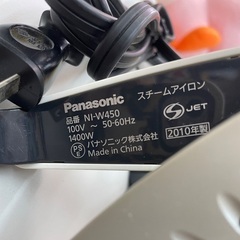 Panasonic スチームアイロン
品番 NI-W450
100V ～ 50-60Hz
1400W
パナソニック株式会社
Made in China
PS
E
S JET
2010年製